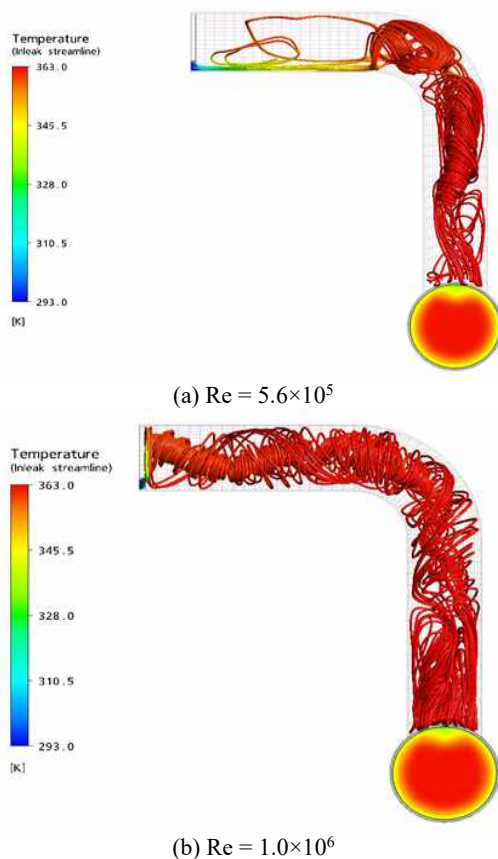 Temperature
(Inleak streamline)
363.0
345.5
328.0
310.5
293.0
[K]
(a) Re = 5.6×10⁵
Temperature
(Inleak streamline)
363.0
345.5
328.0
310.5
293.0
[K]
(b) Re = 1.0×10⁶